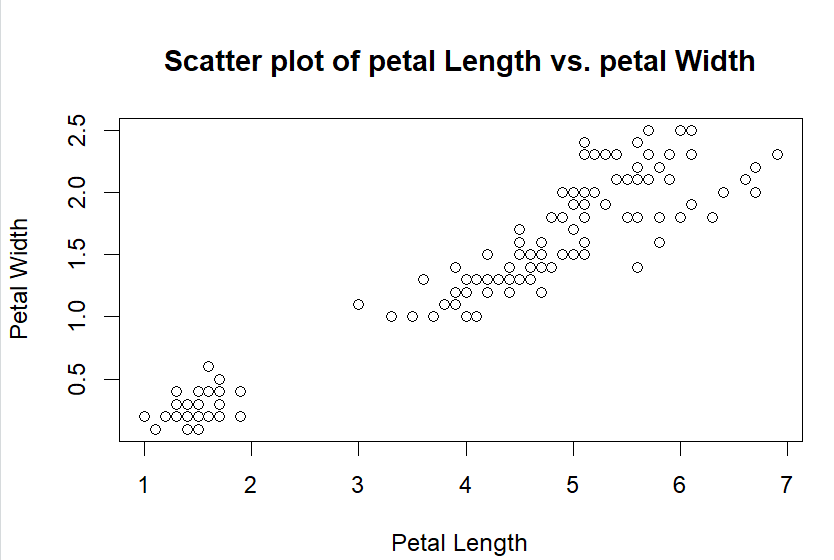 Scatter plot of petal Length vs. petal Width
Petal Width
2.5
2.0
1.5
1.0
0.5
1 2 3 4 5 6 7
Petal Length